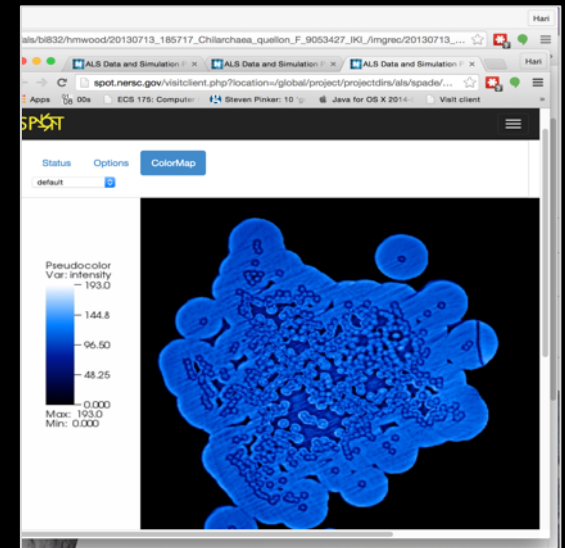 Hari
als/bl832/hmwood/20130713_185717_Chilarchaea_quellon_F_9053427_IKI_/imgrec/20130713_...
ALS Data and Simulation P × ALS Data and Simulation P × ALS Data and Simulation P × Hari
spot.nersc.gov/visitclient.php?location=/global/project/projectdirs/als/spade/...
Apps 00s ECS 175: Computer Steven Pinker: 10 Java for OS X 2014- VisIt client »
SPOT
Status Options ColorMap
default
Pseudocolor
Var: intensity
193.0
144.8
96.50
48.25
0.000
Max: 193.0
Min: 0.000